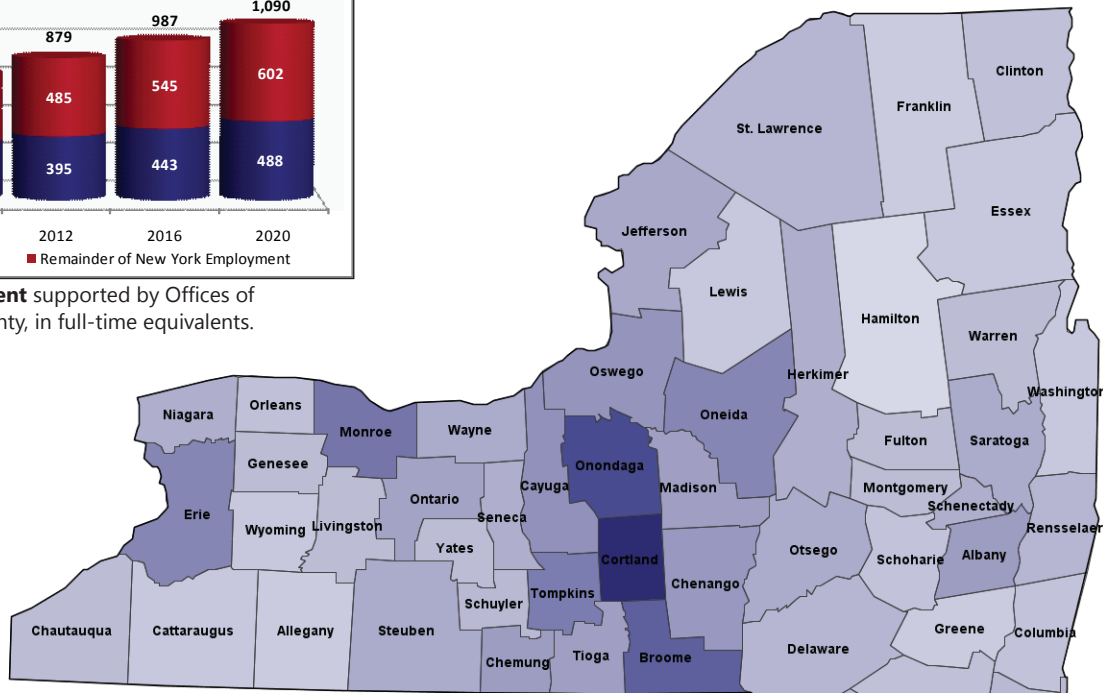 1,090
987
879
602
545
485
488
443
395
2012 2016 2020
Remainder of New York Employment
supported by Offices of
in full-time equivalents.
Clinton
Franklin
St. Lawrence
Essex
Jefferson
Lewis
Hamilton
Warren
Oswego
Herkimer
Washington
Niagara
Orleans
Monroe
Wayne
Oneida
Fulton
Saratoga
Genesee
Onondaga
Cayuga
Madison
Montgomery
Ontario
Schenectady
Erie
Wyoming
Livingston
Seneca
Rensselaer
Yates
Otsego
Schoharie
Albany
Cortland
Chenango
Tompkins
Schuyler
Chautauqua
Cattaraugus
Allegany
Steuben
Greene
Columbia
Delaware
Chemung
Tioga
Broome